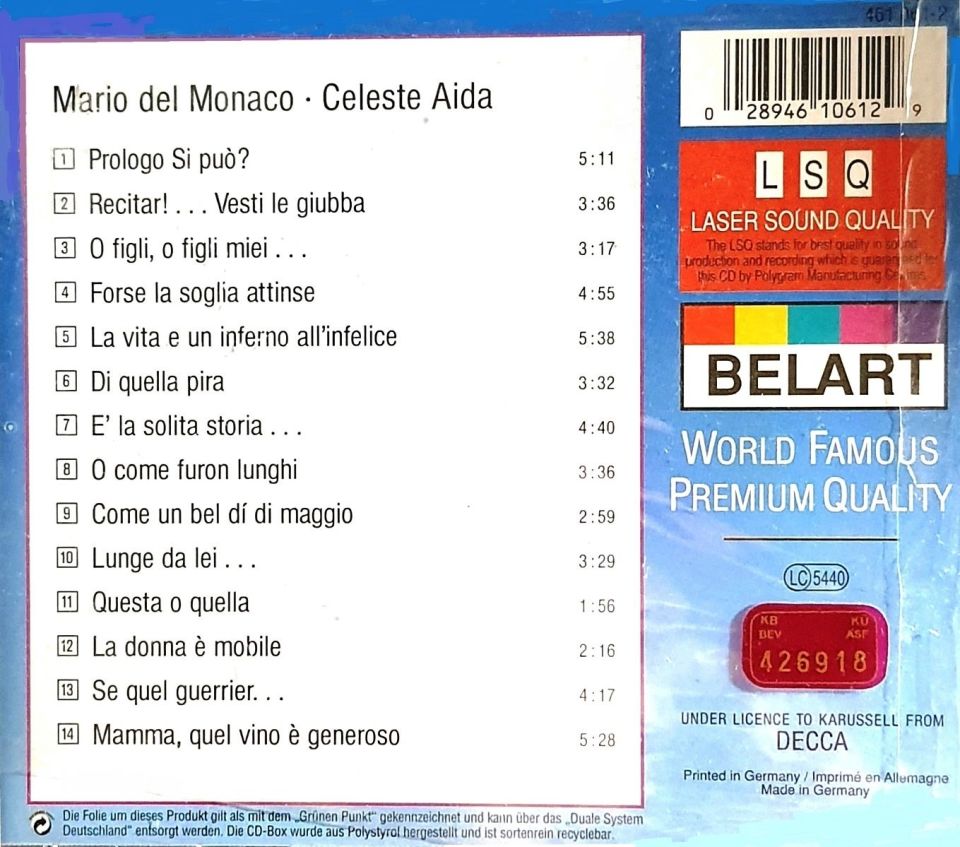 Mario del Monaco · Celeste Aida
1 Prologo Si può? 5:11
2 Recitar! . . . Vesti le giubba 3:36
3 O figli, o figli miei . . . 3:17
4 Forse la soglia attinse 4:55
5 La vita e un inferno all'infelice 5:38
6 Di quella pira 3:32
7 E' la solita storia . . . 4:40
8 O come furon lunghi 3:36
9 Come un bel dí di maggio 2:59
10 Lunge da lei . . . 3:29
11 Questa o quella 1:56
12 La donna è mobile 2:16
13 Se quel guerrier. . . 4:17
14 Mamma, quel vino è generoso 5:28
Die Folie um dieses Produkt gilt als mit dem „Grünen Punkt" gekennzeichnet und kann über das „Duale System
Deutschland" entsorgt werden. Die CD-Box wurde aus Polystyrol hergestellt und ist sortenrein recyclebar.
461
0 28946 10612 9
L S Q
LASER SOUND QUALITY
The LSQ stands for best quality in sound
production and recording which is guaranteed for
this CD by Polygram Manufacturing
BELART
WORLD FAMOUS
PREMIUM QUALITY
LC 5440
KB KÜ
BEV ASF
426918
UNDER LICENCE TO KARUSSELL FROM
DECCA
Printed in Germany / Imprimé en Allemagne
Made in Germany